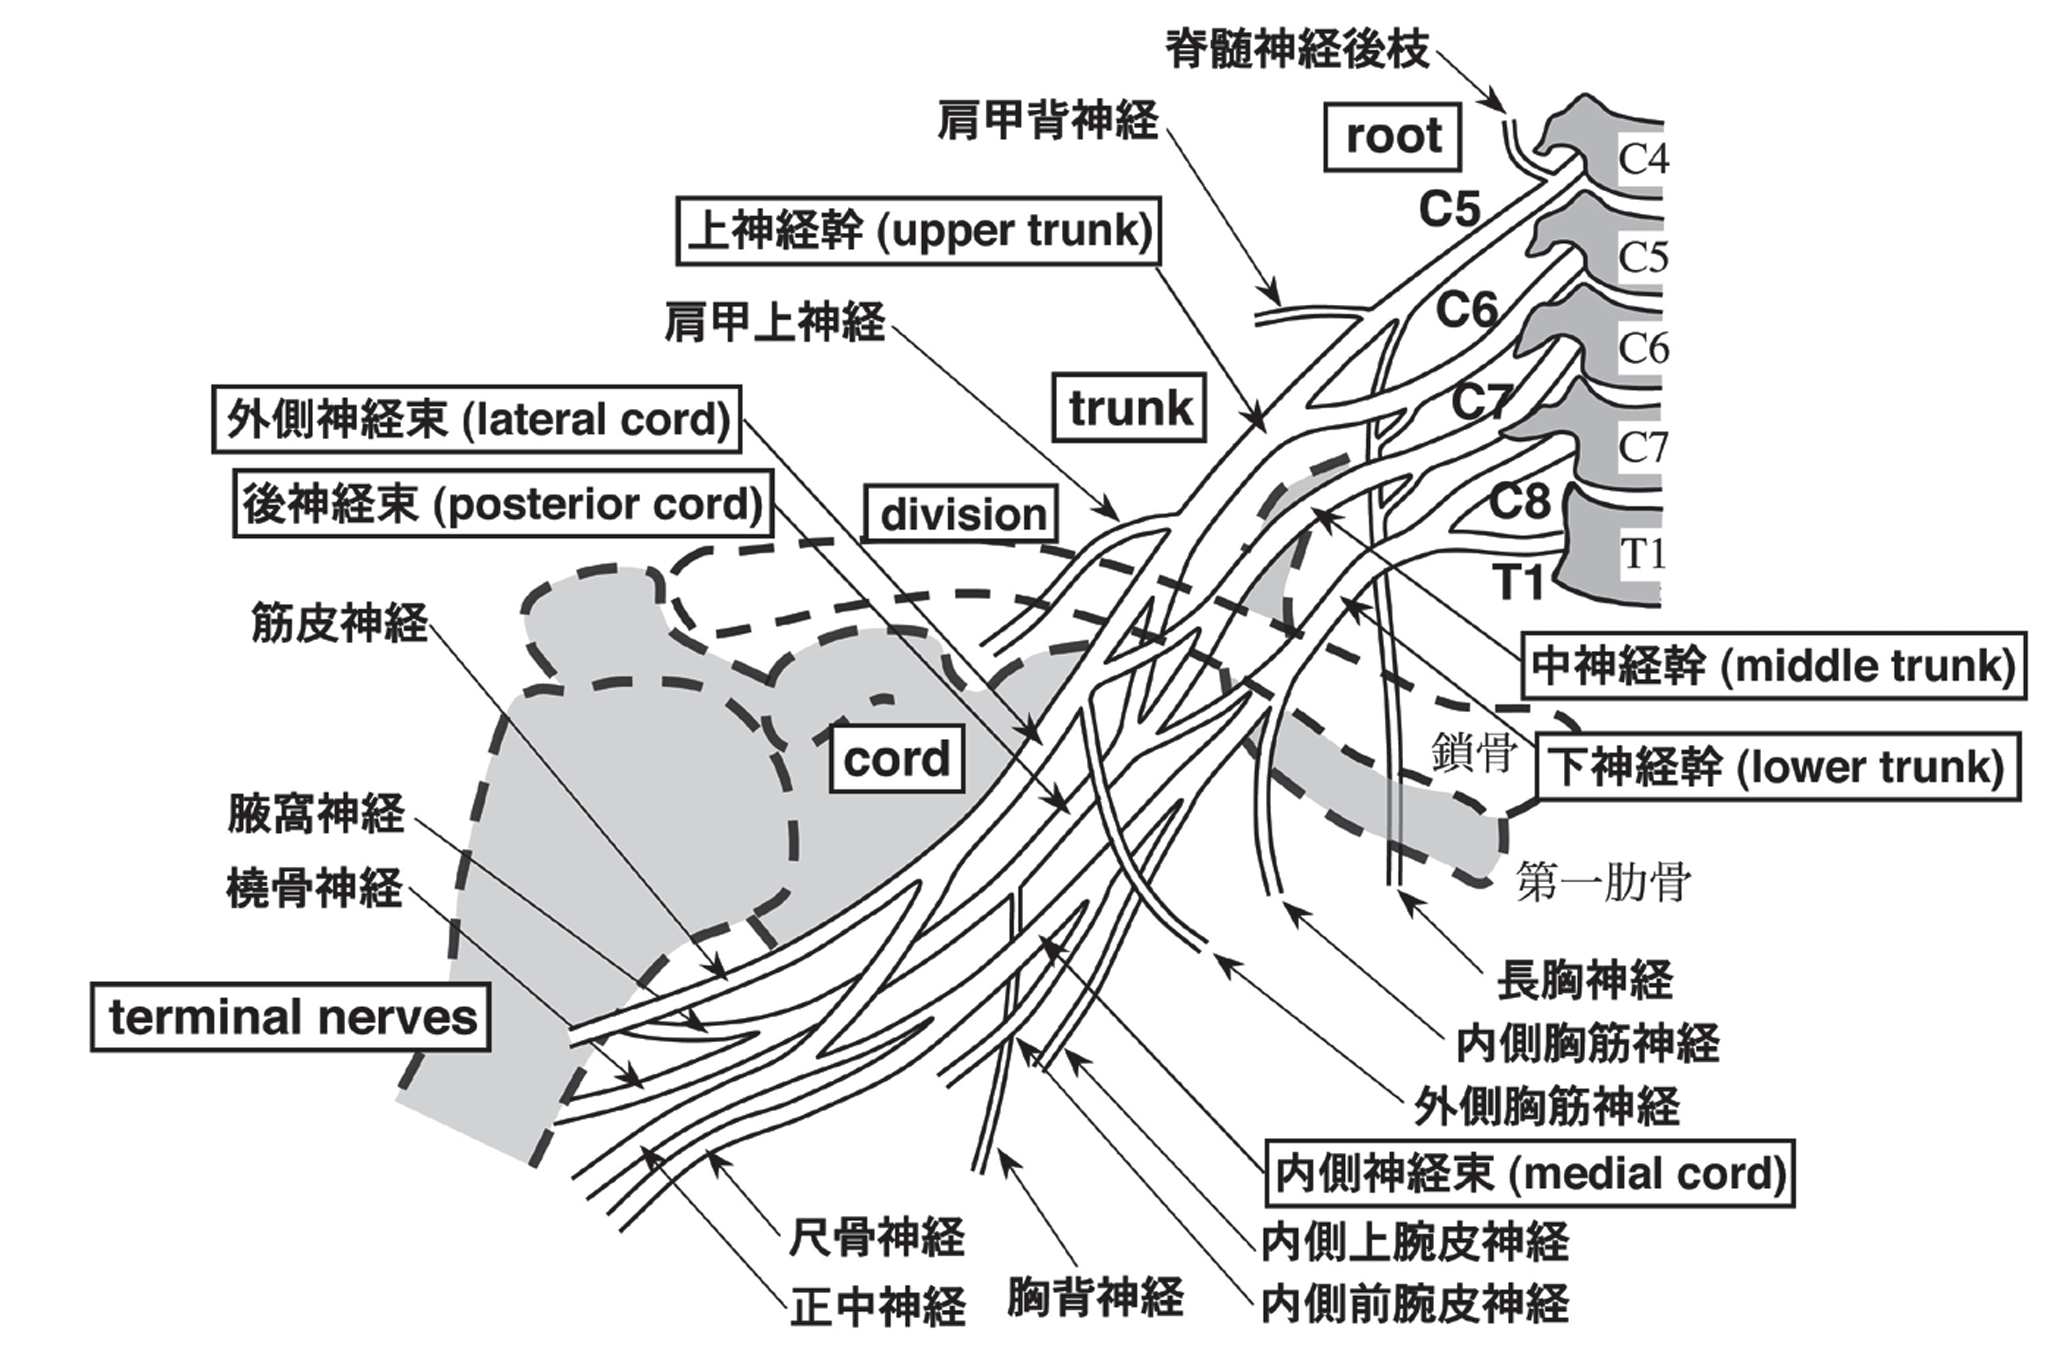 脊髄神経後枝
肩甲背神経
root
C4
C5
上神経幹 (upper trunk)
C5
肩甲上神経
C6
C6
外側神経束 (lateral cord)
trunk
C7
C7
後神経束 (posterior cord)
division
C8
T1
T1
筋皮神経
中神経幹 (middle trunk)
鎖骨
下神経幹 (lower trunk)
cord
腋窩神経
橈骨神経
第一肋骨
長胸神経
terminal nerves
内側胸筋神経
外側胸筋神経
内側神経束 (medial cord)
尺骨神経
内側上腕皮神経
胸背神経
正中神経
内側前腕皮神経